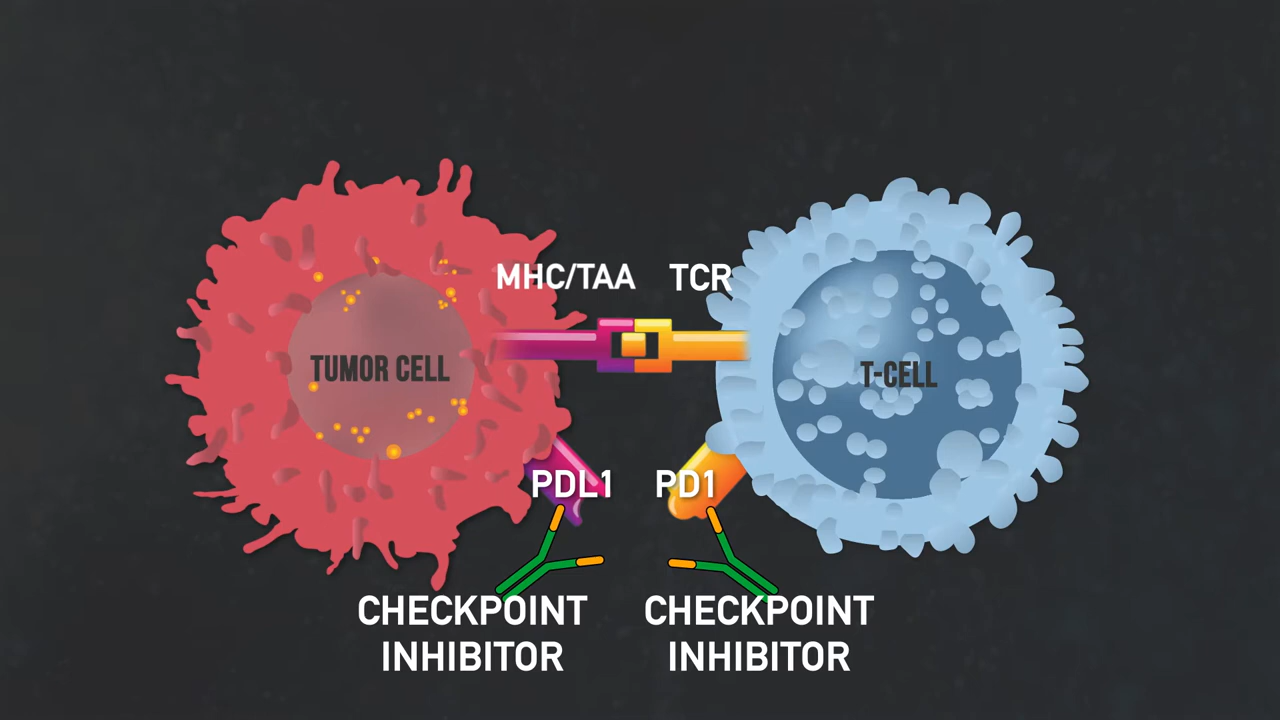 MHC/TAA TCR
TUMOR CELL
T-CELL
PDL1 PD1
CHECKPOINT
INHIBITOR
CHECKPOINT
INHIBITOR